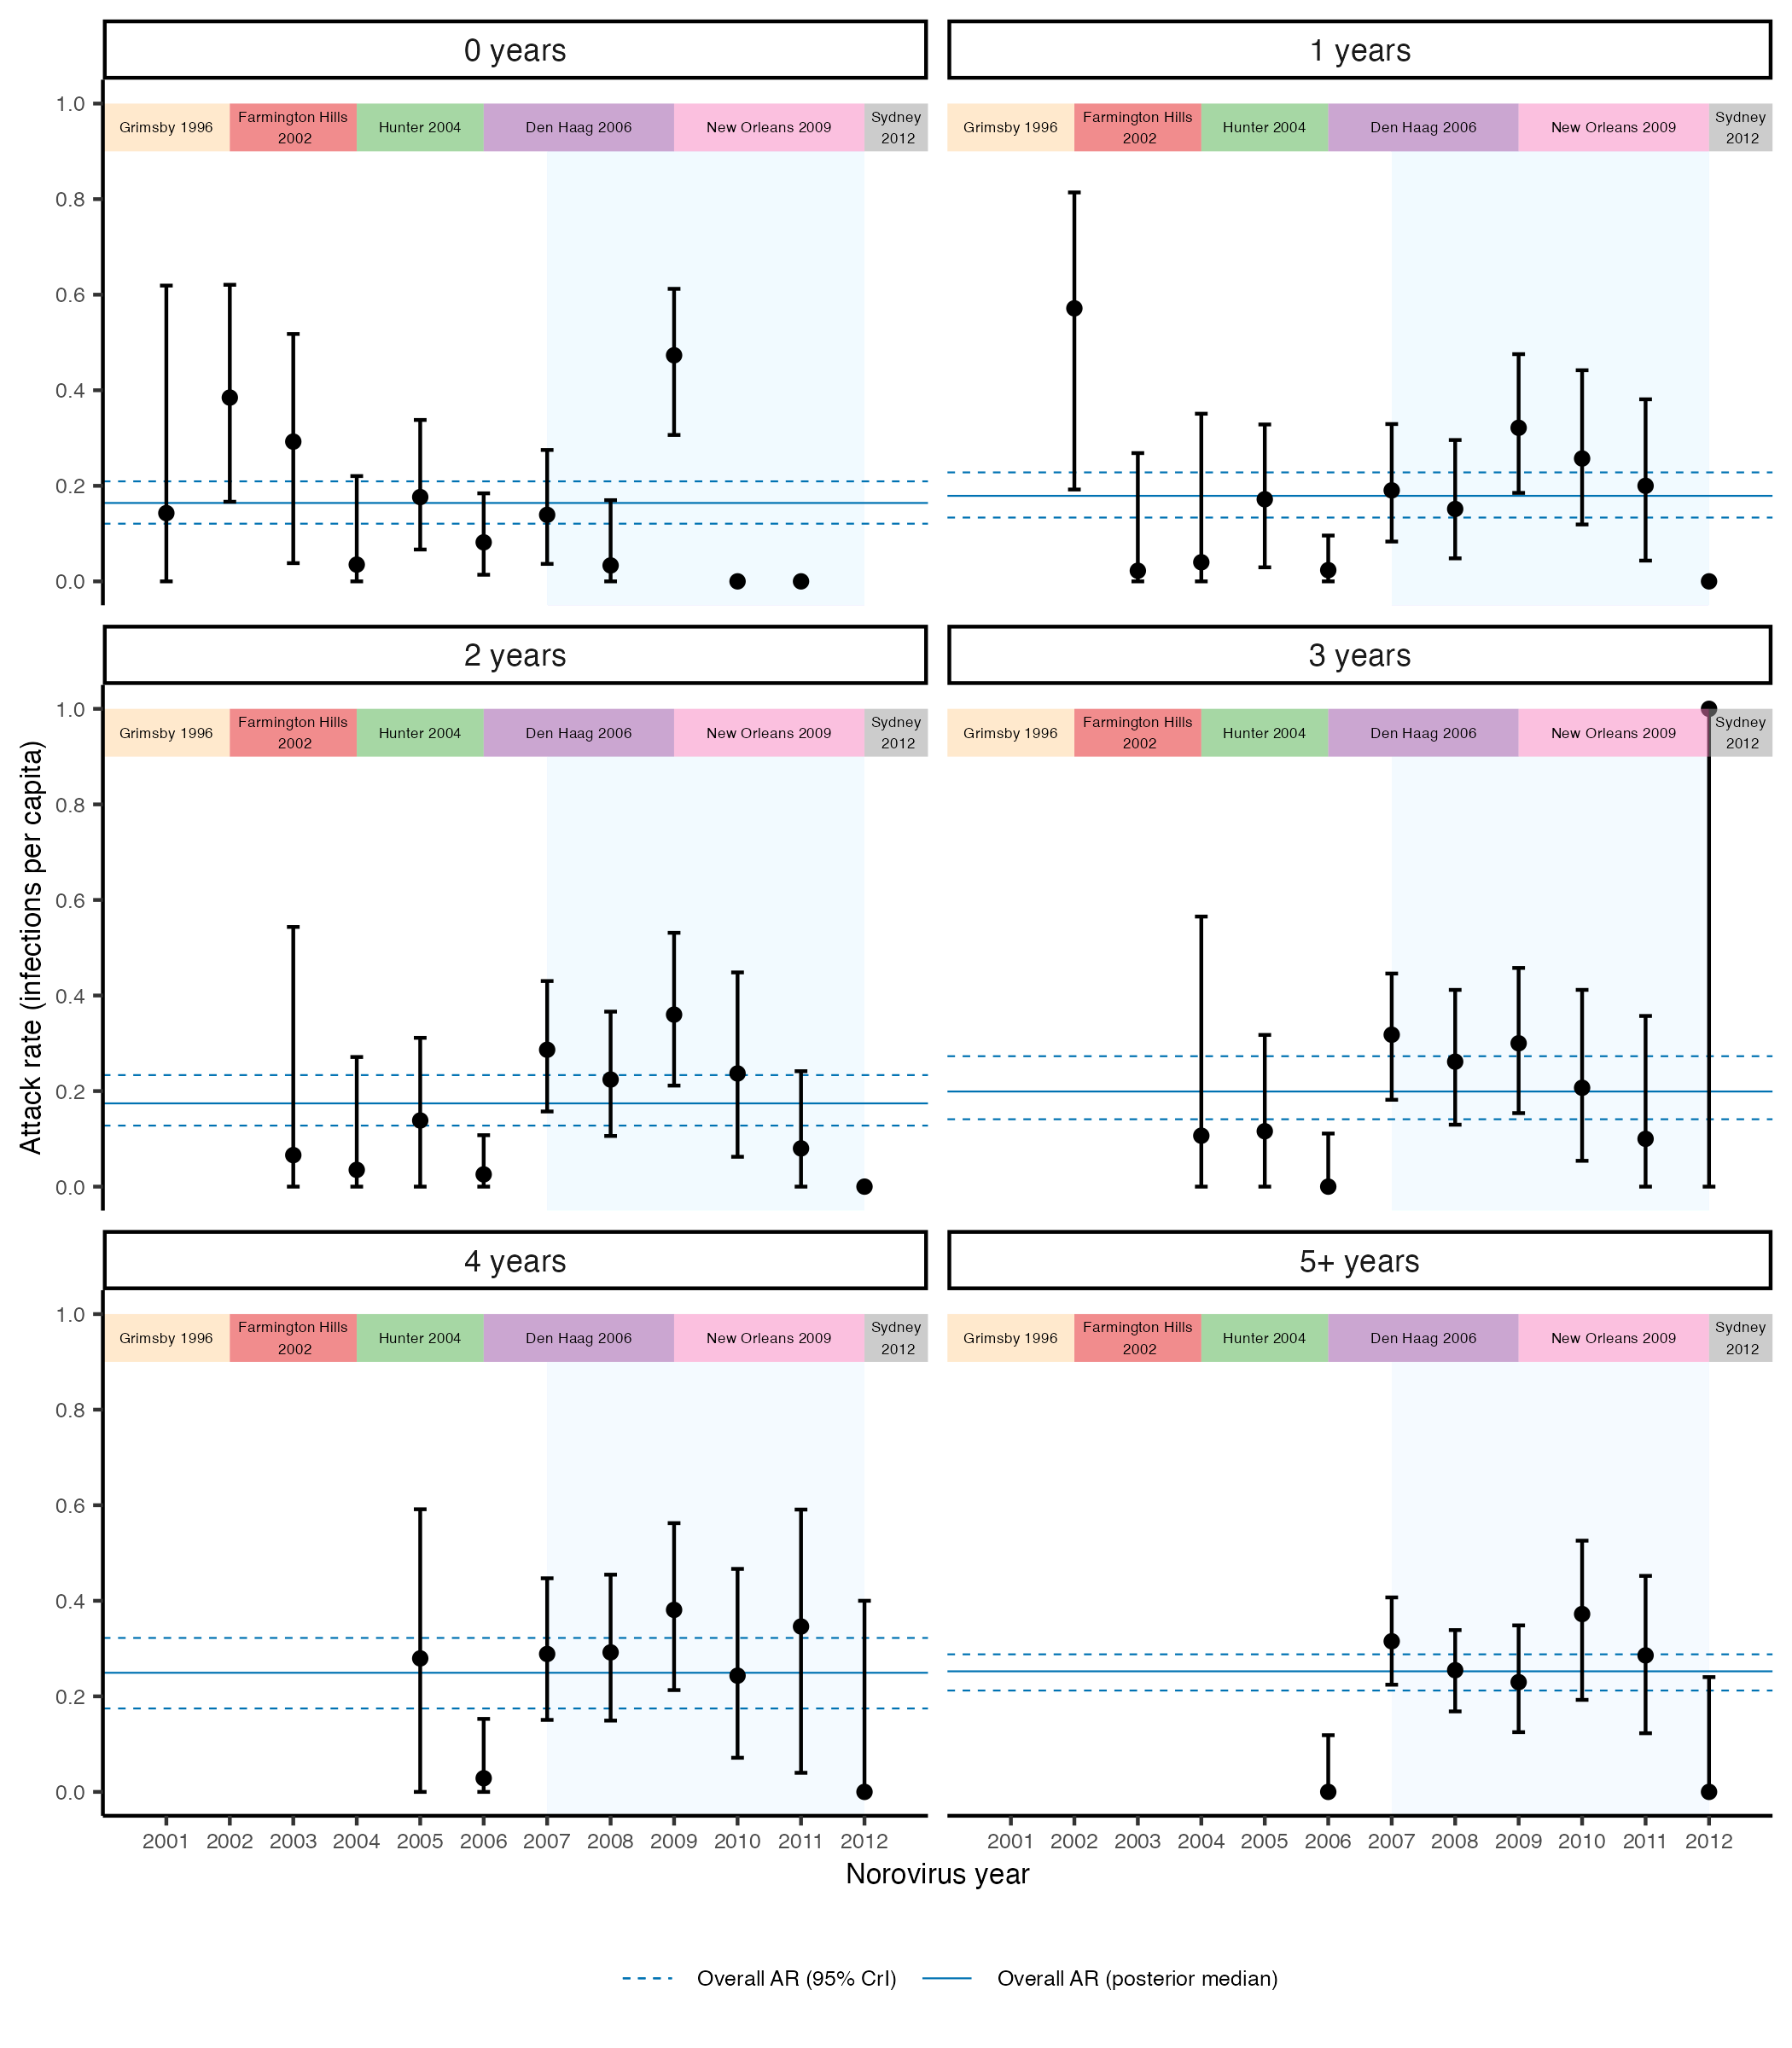 0 years
1 years
1.0
Grimsby 1996
Farmington Hills
2002
Hunter 2004
Den Haag 2006
New Orleans 2009
Sydney
2012
Grimsby 1996
Farmington Hills
2002
Hunter 2004
Den Haag 2006
New Orleans 2009
Sydney
2012
0.8
0.6
0.4
0.2
0.0
2 years
3 years
1.0
Grimsby 1996
Farmington Hills
2002
Hunter 2004
Den Haag 2006
New Orleans 2009
Sydney
2012
Grimsby 1996
Farmington Hills
2002
Hunter 2004
Den Haag 2006
New Orleans 2009
Sydney
2012
0.8
0.6
0.4
0.2
0.0
Attack rate (infections per capita)
4 years
5+ years
1.0
Grimsby 1996
Farmington Hills
2002
Hunter 2004
Den Haag 2006
New Orleans 2009
Sydney
2012
Grimsby 1996
Farmington Hills
2002
Hunter 2004
Den Haag 2006
New Orleans 2009
Sydney
2012
0.8
0.6
0.4
0.2
0.0
2001 2002 2003 2004 2005 2006 2007 2008 2009 2010 2011 2012
2001 2002 2003 2004 2005 2006 2007 2008 2009 2010 2011 2012
Norovirus year
Overall AR (95% CrI)
Overall AR (posterior median)